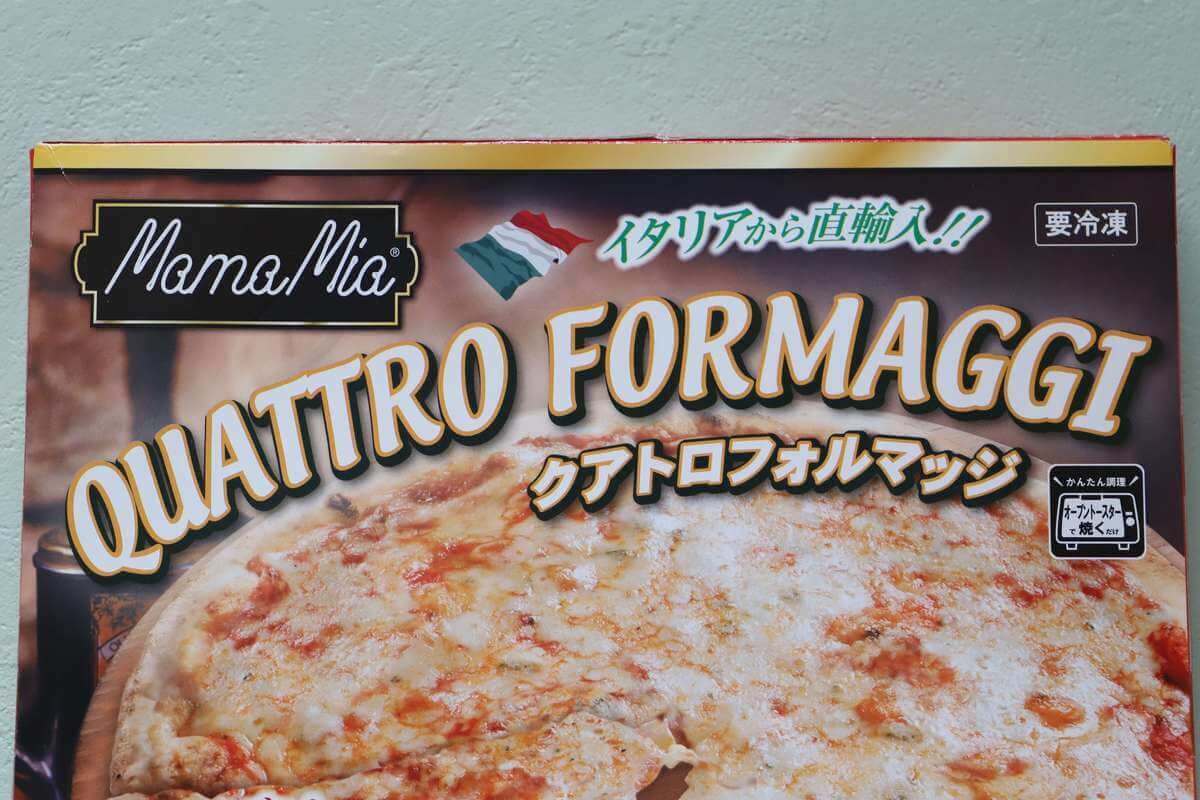 Mama Mia®
イタリアから直輸入!!
要冷凍
QUATTRO FORMAGGI
クアトロフォルマッジ
かんたん調理
オーブントースター
で焼くだけ